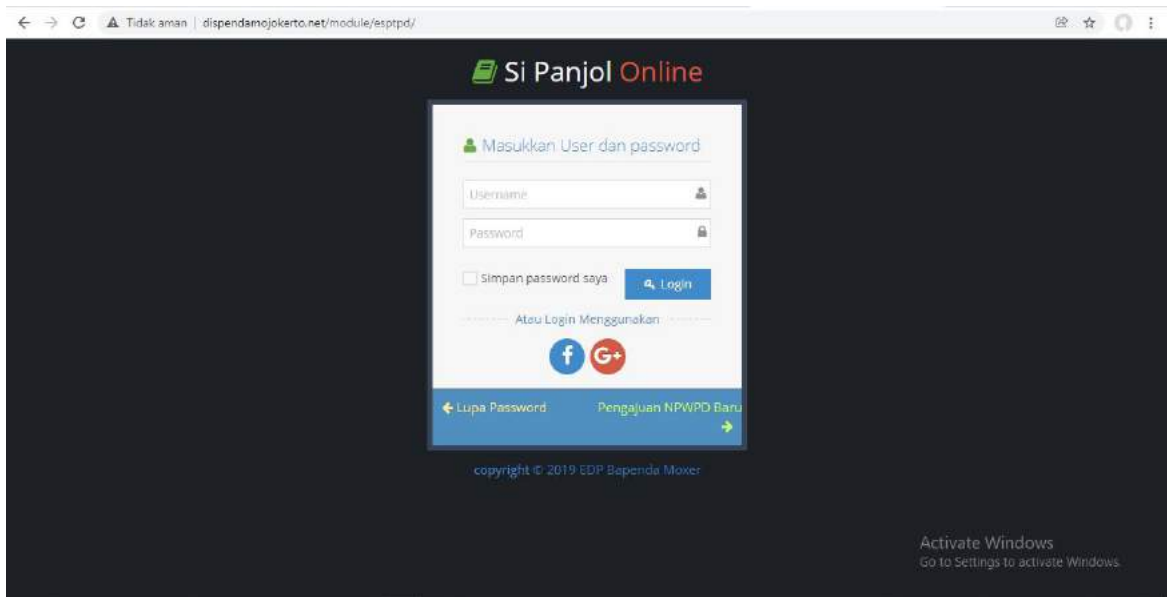 Tidak aman | dispendamojokerto.net/module/esptpd/
Si Panjol Online
Masukkan User dan password
Username
Password
Simpan password saya
Login
Atau Login Menggunakan
f G+
Lupa Password
Pengajuan NPWPD Baru
copyright © 2019 EDP Bapenda Moxer
Activate Windows
Go to Settings to activate Windows.